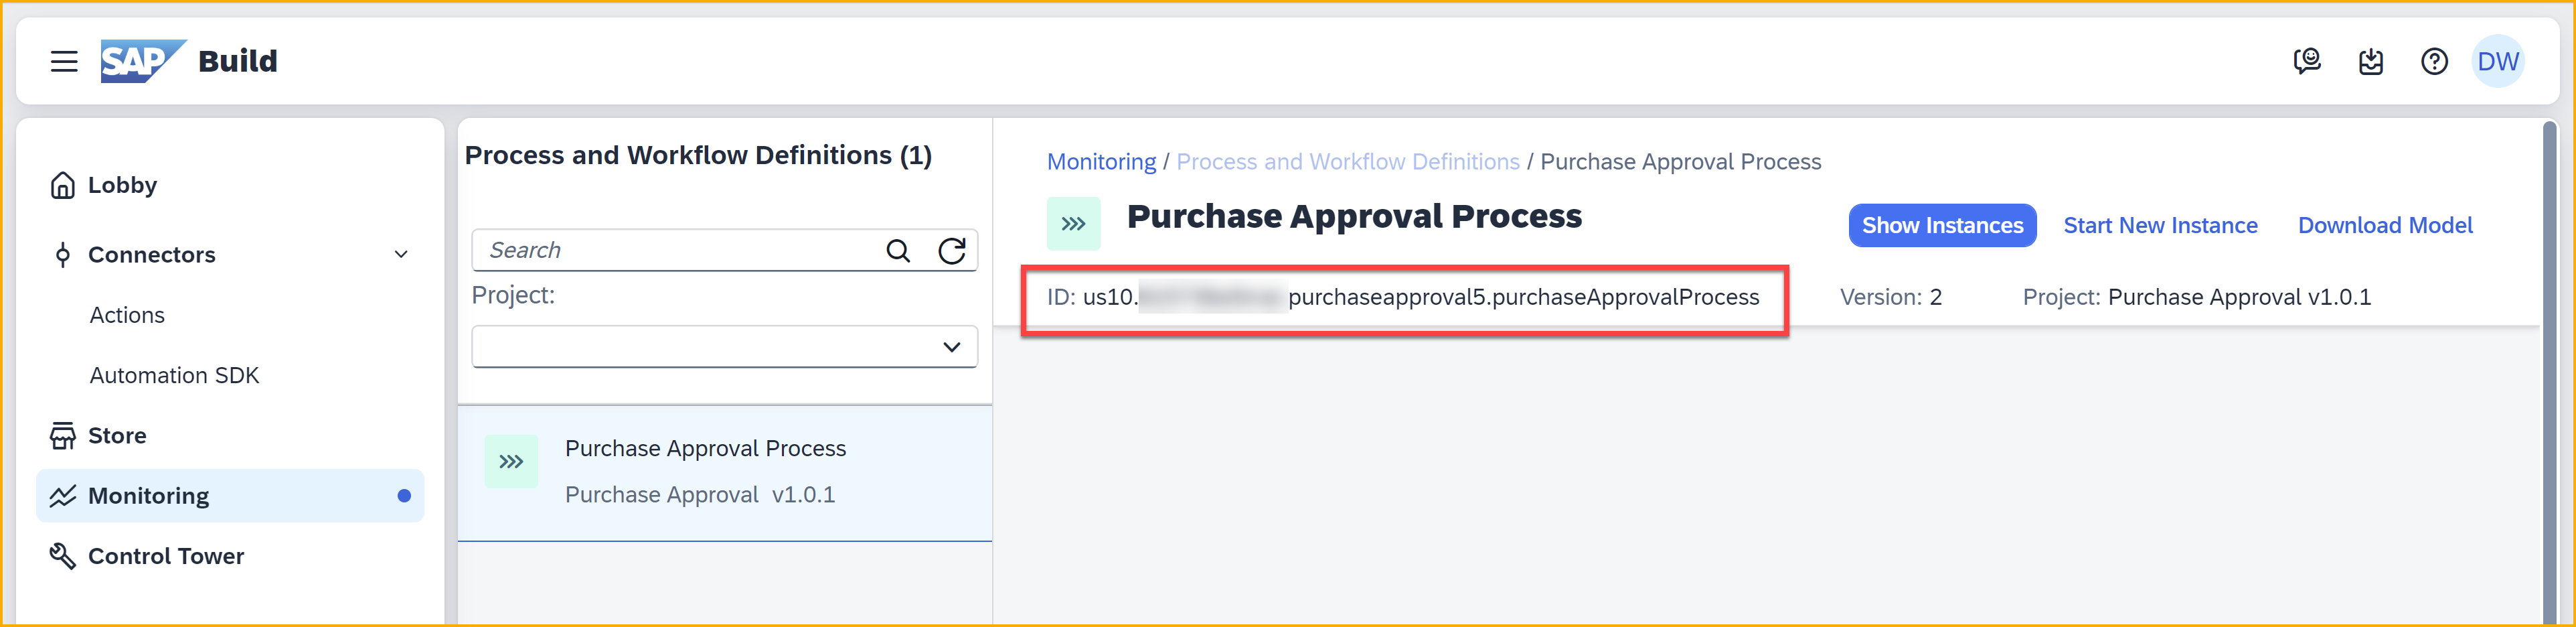 SAP Build
DW
Lobby
Connectors
Actions
Automation SDK
Store
Monitoring
Control Tower
Process and Workflow Definitions (1)
Search
Project:
Purchase Approval Process
Purchase Approval v1.0.1
Monitoring / Process and Workflow Definitions / Purchase Approval Process
Purchase Approval Process
Show Instances
Start New Instance
Download Model
ID: us10. purchaseapproval5.purchaseApprovalProcess
Version: 2
Project: Purchase Approval v1.0.1